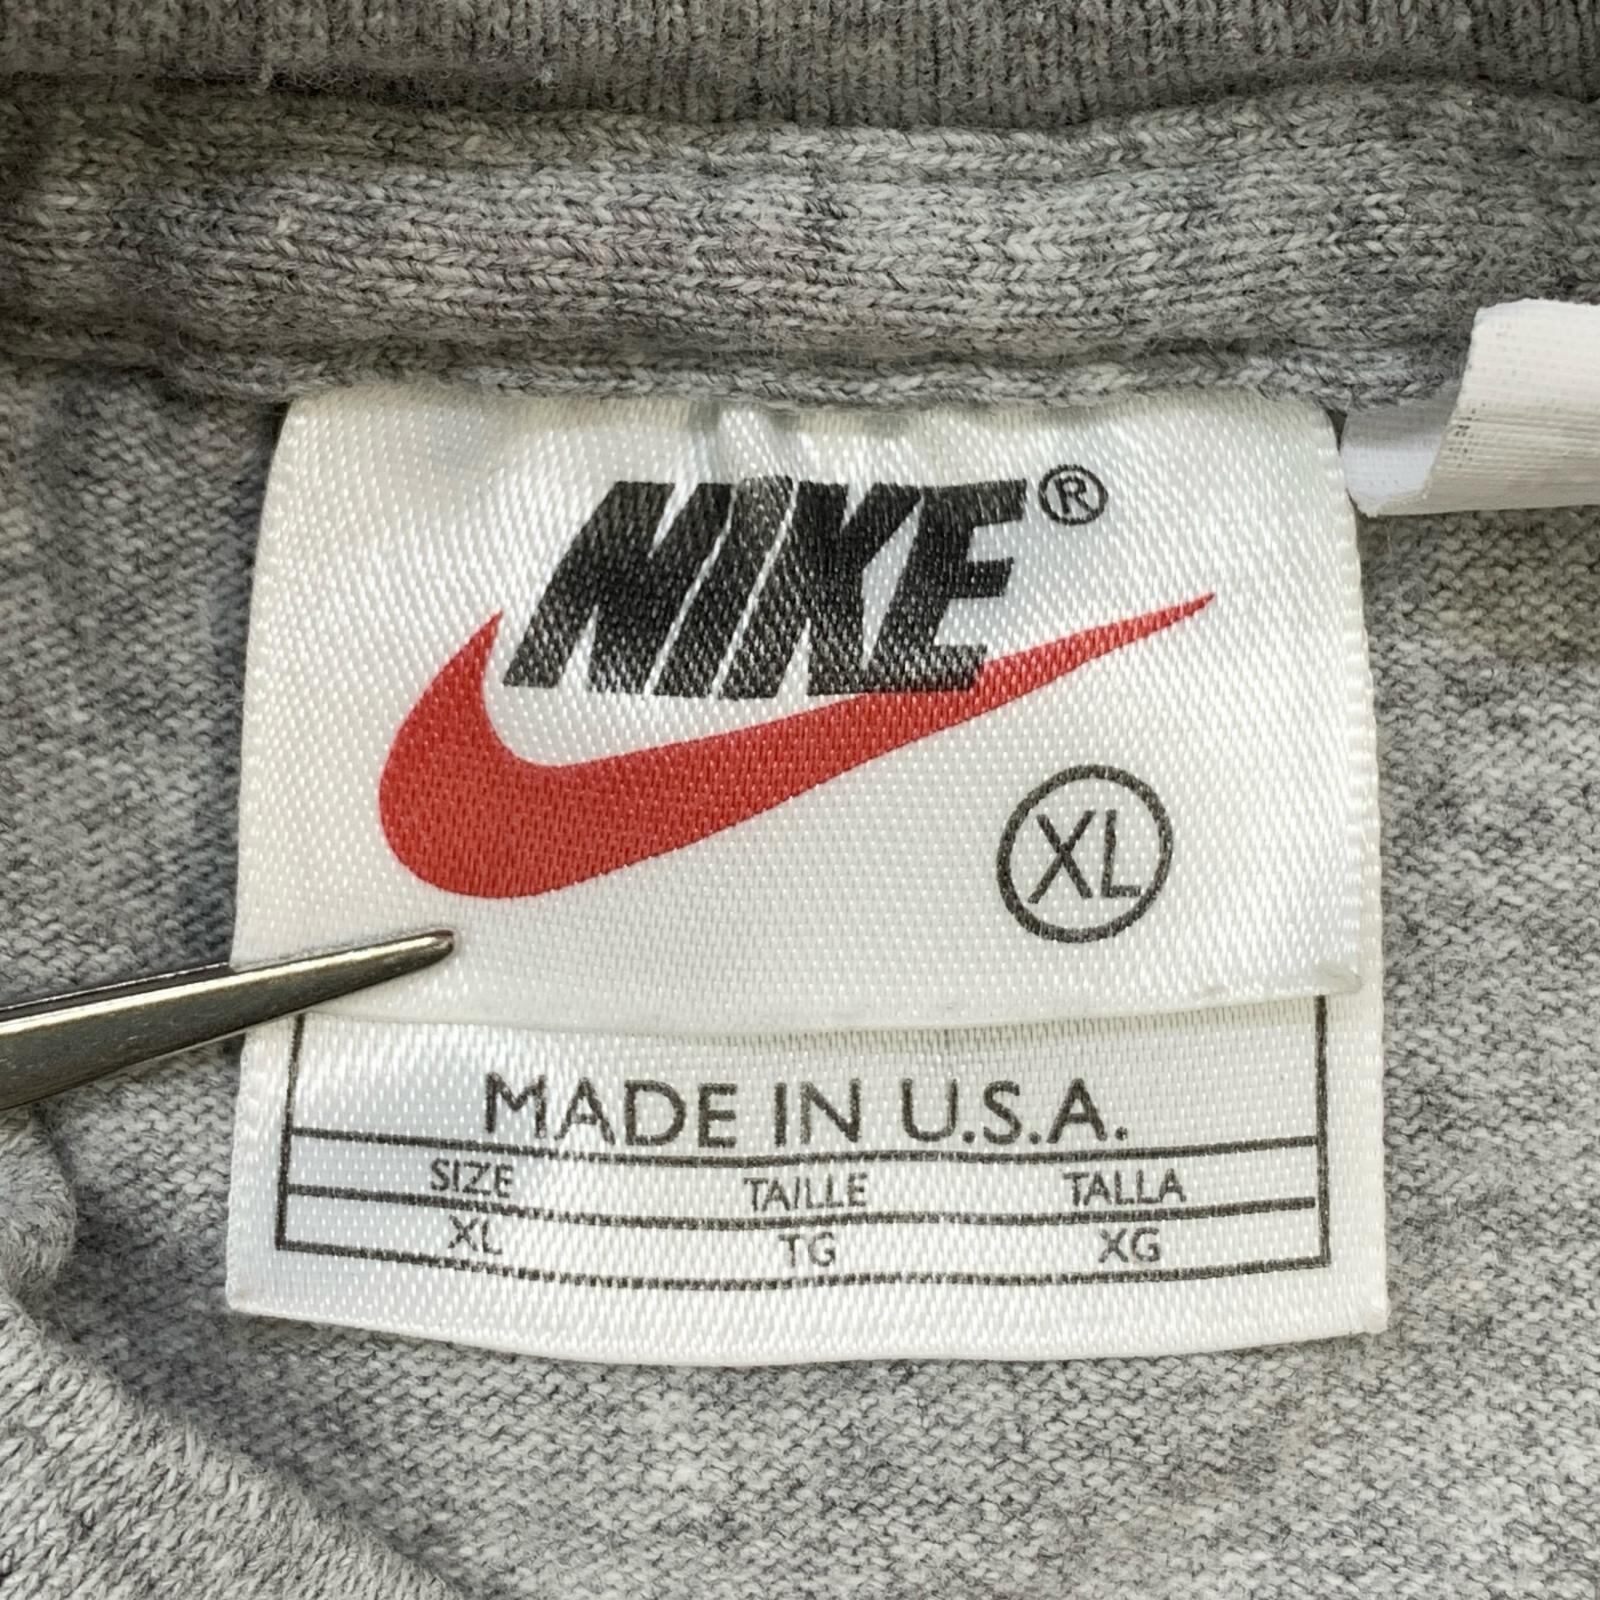 NIKE®
XL
MADE IN U.S.A.
SIZE TAILLE TALLA
XL TG XG